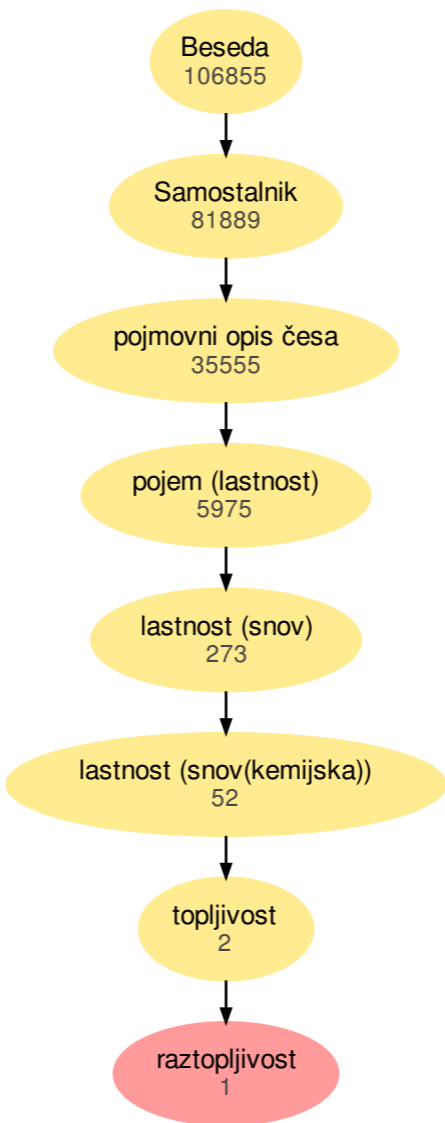 Beseda
106855
Samostalnik
81889
pojmovni opis česa
35555
pojem (lastnost)
5975
lastnost (snov)
273
lastnost (snov(kemijska))
52
topljivost
2
raztopljivost
1